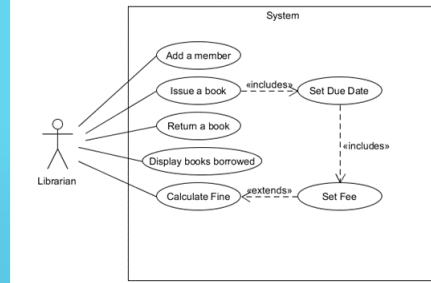 System
Add a member
Issue a book
«includes»
Set Due Date
Return a book
«includes»
Display books borrowed
Librarian
Calculate Fine
«extends»
Set Fee